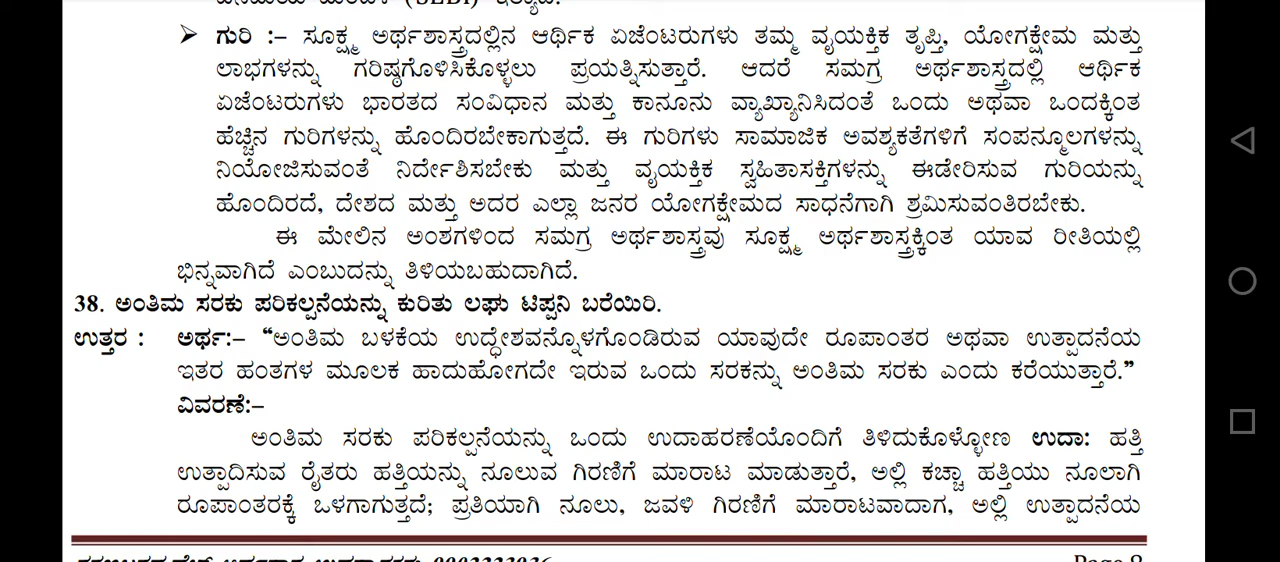 ➢ ಗುರಿ :– ಸೂಕ್ಷ್ಮ ಅರ್ಥಶಾಸ್ತ್ರದಲ್ಲಿನ ಆರ್ಥಿಕ ಏಜೆಂಟರುಗಳು ತಮ್ಮ ವೈಯಕ್ತಿಕ ತೃಪ್ತಿ, ಯೋಗಕ್ಷೇಮ ಮತ್ತು
ಲಾಭಗಳನ್ನು ಗರಿಷ್ಠಗೊಳಿಸಿಕೊಳ್ಳಲು ಪ್ರಯತ್ನಿಸುತ್ತಾರೆ. ಆದರೆ ಸಮಗ್ರ ಅರ್ಥಶಾಸ್ತ್ರದಲ್ಲಿ ಆರ್ಥಿಕ
ಏಜೆಂಟರುಗಳು ಭಾರತದ ಸಂವಿಧಾನ ಮತ್ತು ಕಾನೂನು ವ್ಯಾಖ್ಯಾನಿಸಿದಂತೆ ಒಂದು ಅಥವಾ ಒಂದಕ್ಕಿಂತ
ಹೆಚ್ಚಿನ ಗುರಿಗಳನ್ನು ಹೊಂದಿರಬೇಕಾಗುತ್ತದೆ. ಈ ಗುರಿಗಳು ಸಾಮಾಜಿಕ ಅವಶ್ಯಕತೆಗಳಿಗೆ ಸಂಪನ್ಮೂಲಗಳನ್ನು
ನಿಯೋಜಿಸುವಂತೆ ನಿರ್ದೇಶಿಸಬೇಕು ಮತ್ತು ವೈಯಕ್ತಿಕ ಸ್ವಹಿತಾಸಕ್ತಿಗಳನ್ನು ಈಡೇರಿಸುವ ಗುರಿಯನ್ನು
ಹೊಂದಿರದೆ, ದೇಶದ ಮತ್ತು ಅದರ ಎಲ್ಲಾ ಜನರ ಯೋಗಕ್ಷೇಮದ ಸಾಧನೆಗಾಗಿ ಶ್ರಮಿಸುವಂತಿರಬೇಕು.
ಈ ಮೇಲಿನ ಅಂಶಗಳಿಂದ ಸಮಗ್ರ ಅರ್ಥಶಾಸ್ತ್ರವು ಸೂಕ್ಷ್ಮ ಅರ್ಥಶಾಸ್ತ್ರಕ್ಕಿಂತ ಯಾವ ರೀತಿಯಲ್ಲಿ
ಭಿನ್ನವಾಗಿದೆ ಎಂಬುದನ್ನು ತಿಳಿಯಬಹುದಾಗಿದೆ.
38. ಅಂತಿಮ ಸರಕು ಪರಿಕಲ್ಪನೆಯನ್ನು ಕುರಿತು ಲಘು ಟಿಪ್ಪನಿ ಬರೆಯಿರಿ.
ಉತ್ತರ : ಅರ್ಥ:– “ಅಂತಿಮ ಬಳಕೆಯ ಉದ್ಧೇಶವನ್ನೊಳಗೊಂಡಿರುವ ಯಾವುದೇ ರೂಪಾಂತರ ಅಥವಾ ಉತ್ಪಾದನೆಯ
ಇತರ ಹಂತಗಳ ಮೂಲಕ ಹಾದುಹೋಗದೇ ಇರುವ ಒಂದು ಸರಕನ್ನು ಅಂತಿಮ ಸರಕು ಎಂದು ಕರೆಯುತ್ತಾರೆ.”
ವಿವರಣೆ:–
ಅಂತಿಮ ಸರಕು ಪರಿಕಲ್ಪನೆಯನ್ನು ಒಂದು ಉದಾಹರಣೆಯೊಂದಿಗೆ ತಿಳಿದುಕೊಳ್ಳೋಣ ಉದಾ: ಹತ್ತಿ
ಉತ್ಪಾದಿಸುವ ರೈತರು ಹತ್ತಿಯನ್ನು ನೂಲುವ ಗಿರಣಿಗೆ ಮಾರಾಟ ಮಾಡುತ್ತಾರೆ, ಅಲ್ಲಿ ಕಚ್ಚಾ ಹತ್ತಿಯು ನೂಲಾಗಿ
ರೂಪಾಂತರಕ್ಕೆ ಒಳಗಾಗುತ್ತದೆ; ಪ್ರತಿಯಾಗಿ ನೂಲು, ಜವಳಿ ಗಿರಣಿಗೆ ಮಾರಾಟವಾದಾಗ, ಅಲ್ಲಿ ಉತ್ಪಾದನೆಯ
Page 8